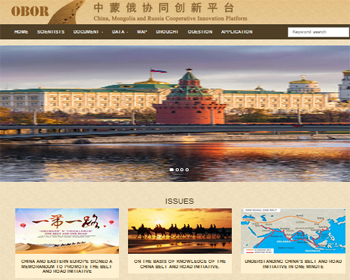 OBOR
中蒙俄协同创新平台
China, Mongolia and Russia Cooperative Innovation Platform
HOME SCIENTISTS DOCUMENT DATA MAP DROUGHT QUESTION APPLICATION
Keyword search
ISSUES
一带一路
CHINA AND EASTERN EUROPE SIGNED A
MEMORANDUM TO PROMOTE THE BELT
AND ROAD INITIATIVE
ON THE BASIS OF KNOWLEDGE OF THE
CHINA BELT AND ROAD INITIATIVE.
UNDERSTANDING CHINA'S BELT AND ROAD
INITIATIVE IN THIS ARTICLE.